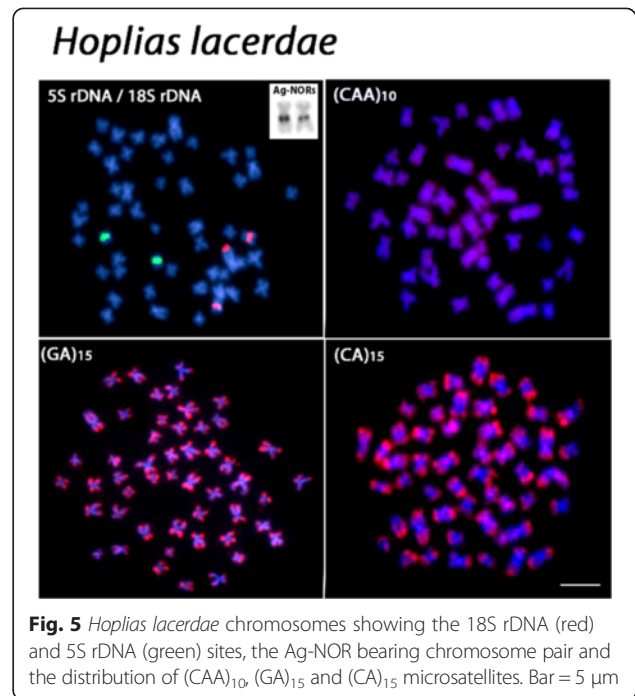 Hoplias lacerdae
5S rDNA / 18S rDNA
Ag-NORs
(CAA)₁₀
(GA)₁₅
(CA)₁₅
Fig. 5 Hoplias lacerdae chromosomes showing the 18S rDNA (red)
and 5S rDNA (green) sites, the Ag-NOR bearing chromosome pair and
the distribution of (CAA)₁₀, (GA)₁₅ and (CA)₁₅ microsatellites. Bar = 5 μm